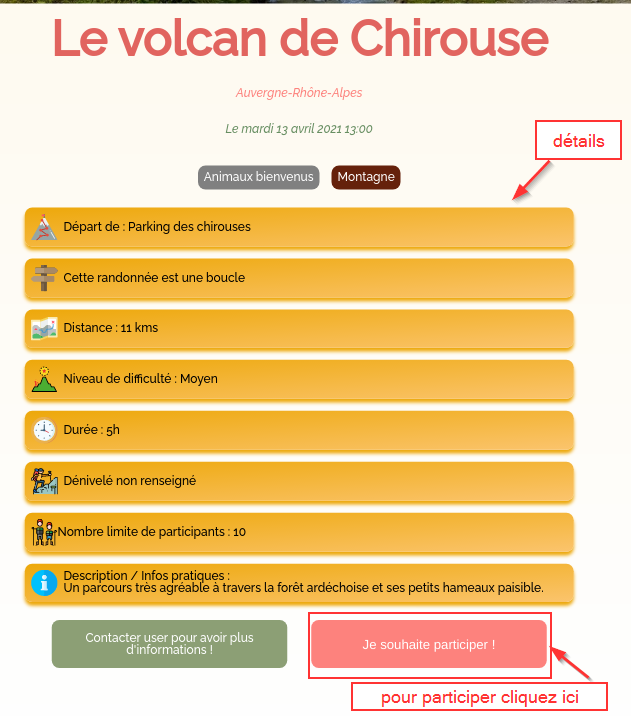 Le volcan de Chirouse
Auvergne-Rhône-Alpes
Le mardi 13 avril 2021 13:00
détails
Animaux bienvenus
Montagne
Départ de : Parking des chirouses
Cette randonnée est une boucle
Distance : 11 kms
Niveau de difficulté : Moyen
Durée : 5h
Dénivelé non renseigné
Nombre limite de participants : 10
Description / Infos pratiques :
Un parcours très agréable à travers la forêt ardéchoise et ses petits hameaux paisible.
Contacter user pour avoir plus
d'informations !
Je souhaite participer !
pour participer cliquez ici